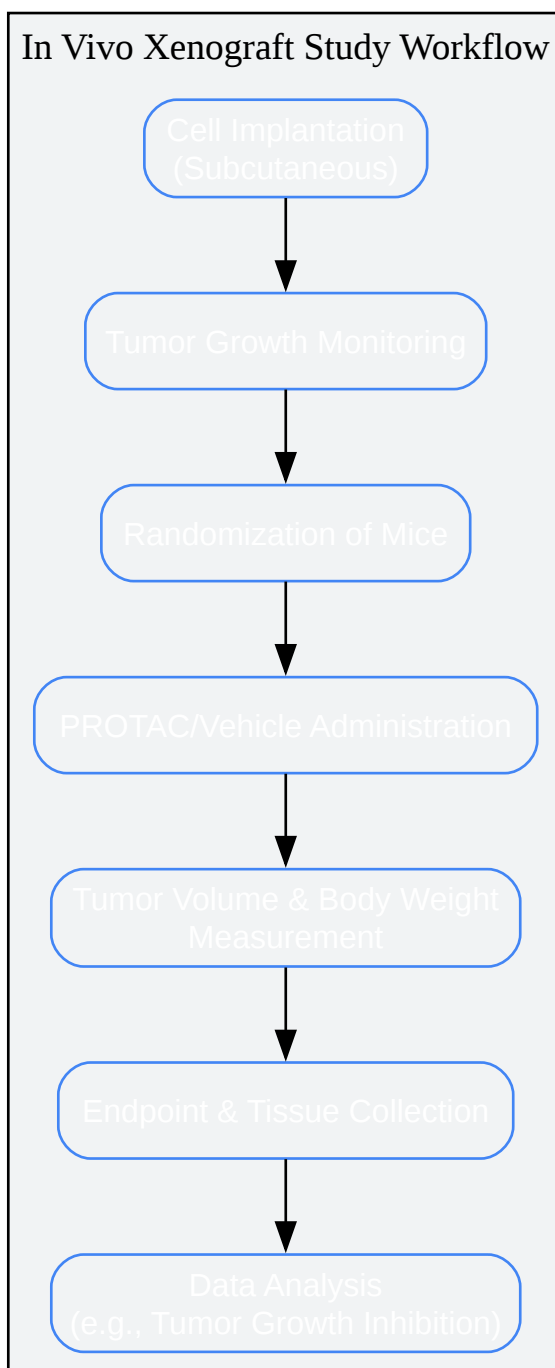 In Vivo Xenograft Study Workflow
Cell Implantation
(Subcutaneous)
Tumor Growth Monitoring
Randomization of Mice
PROTAC/Vehicle Administration
Tumor Volume & Body Weight
Measurement
Endpoint & Tissue Collection
Data Analysis
(e.g., Tumor Growth Inhibition)